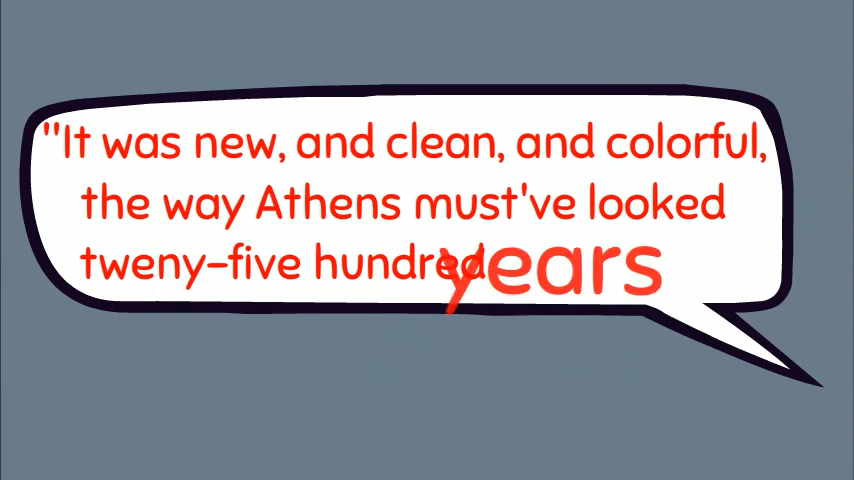 "It was new, and clean, and colorful,
the way Athens must've looked
tweny-five hundred years